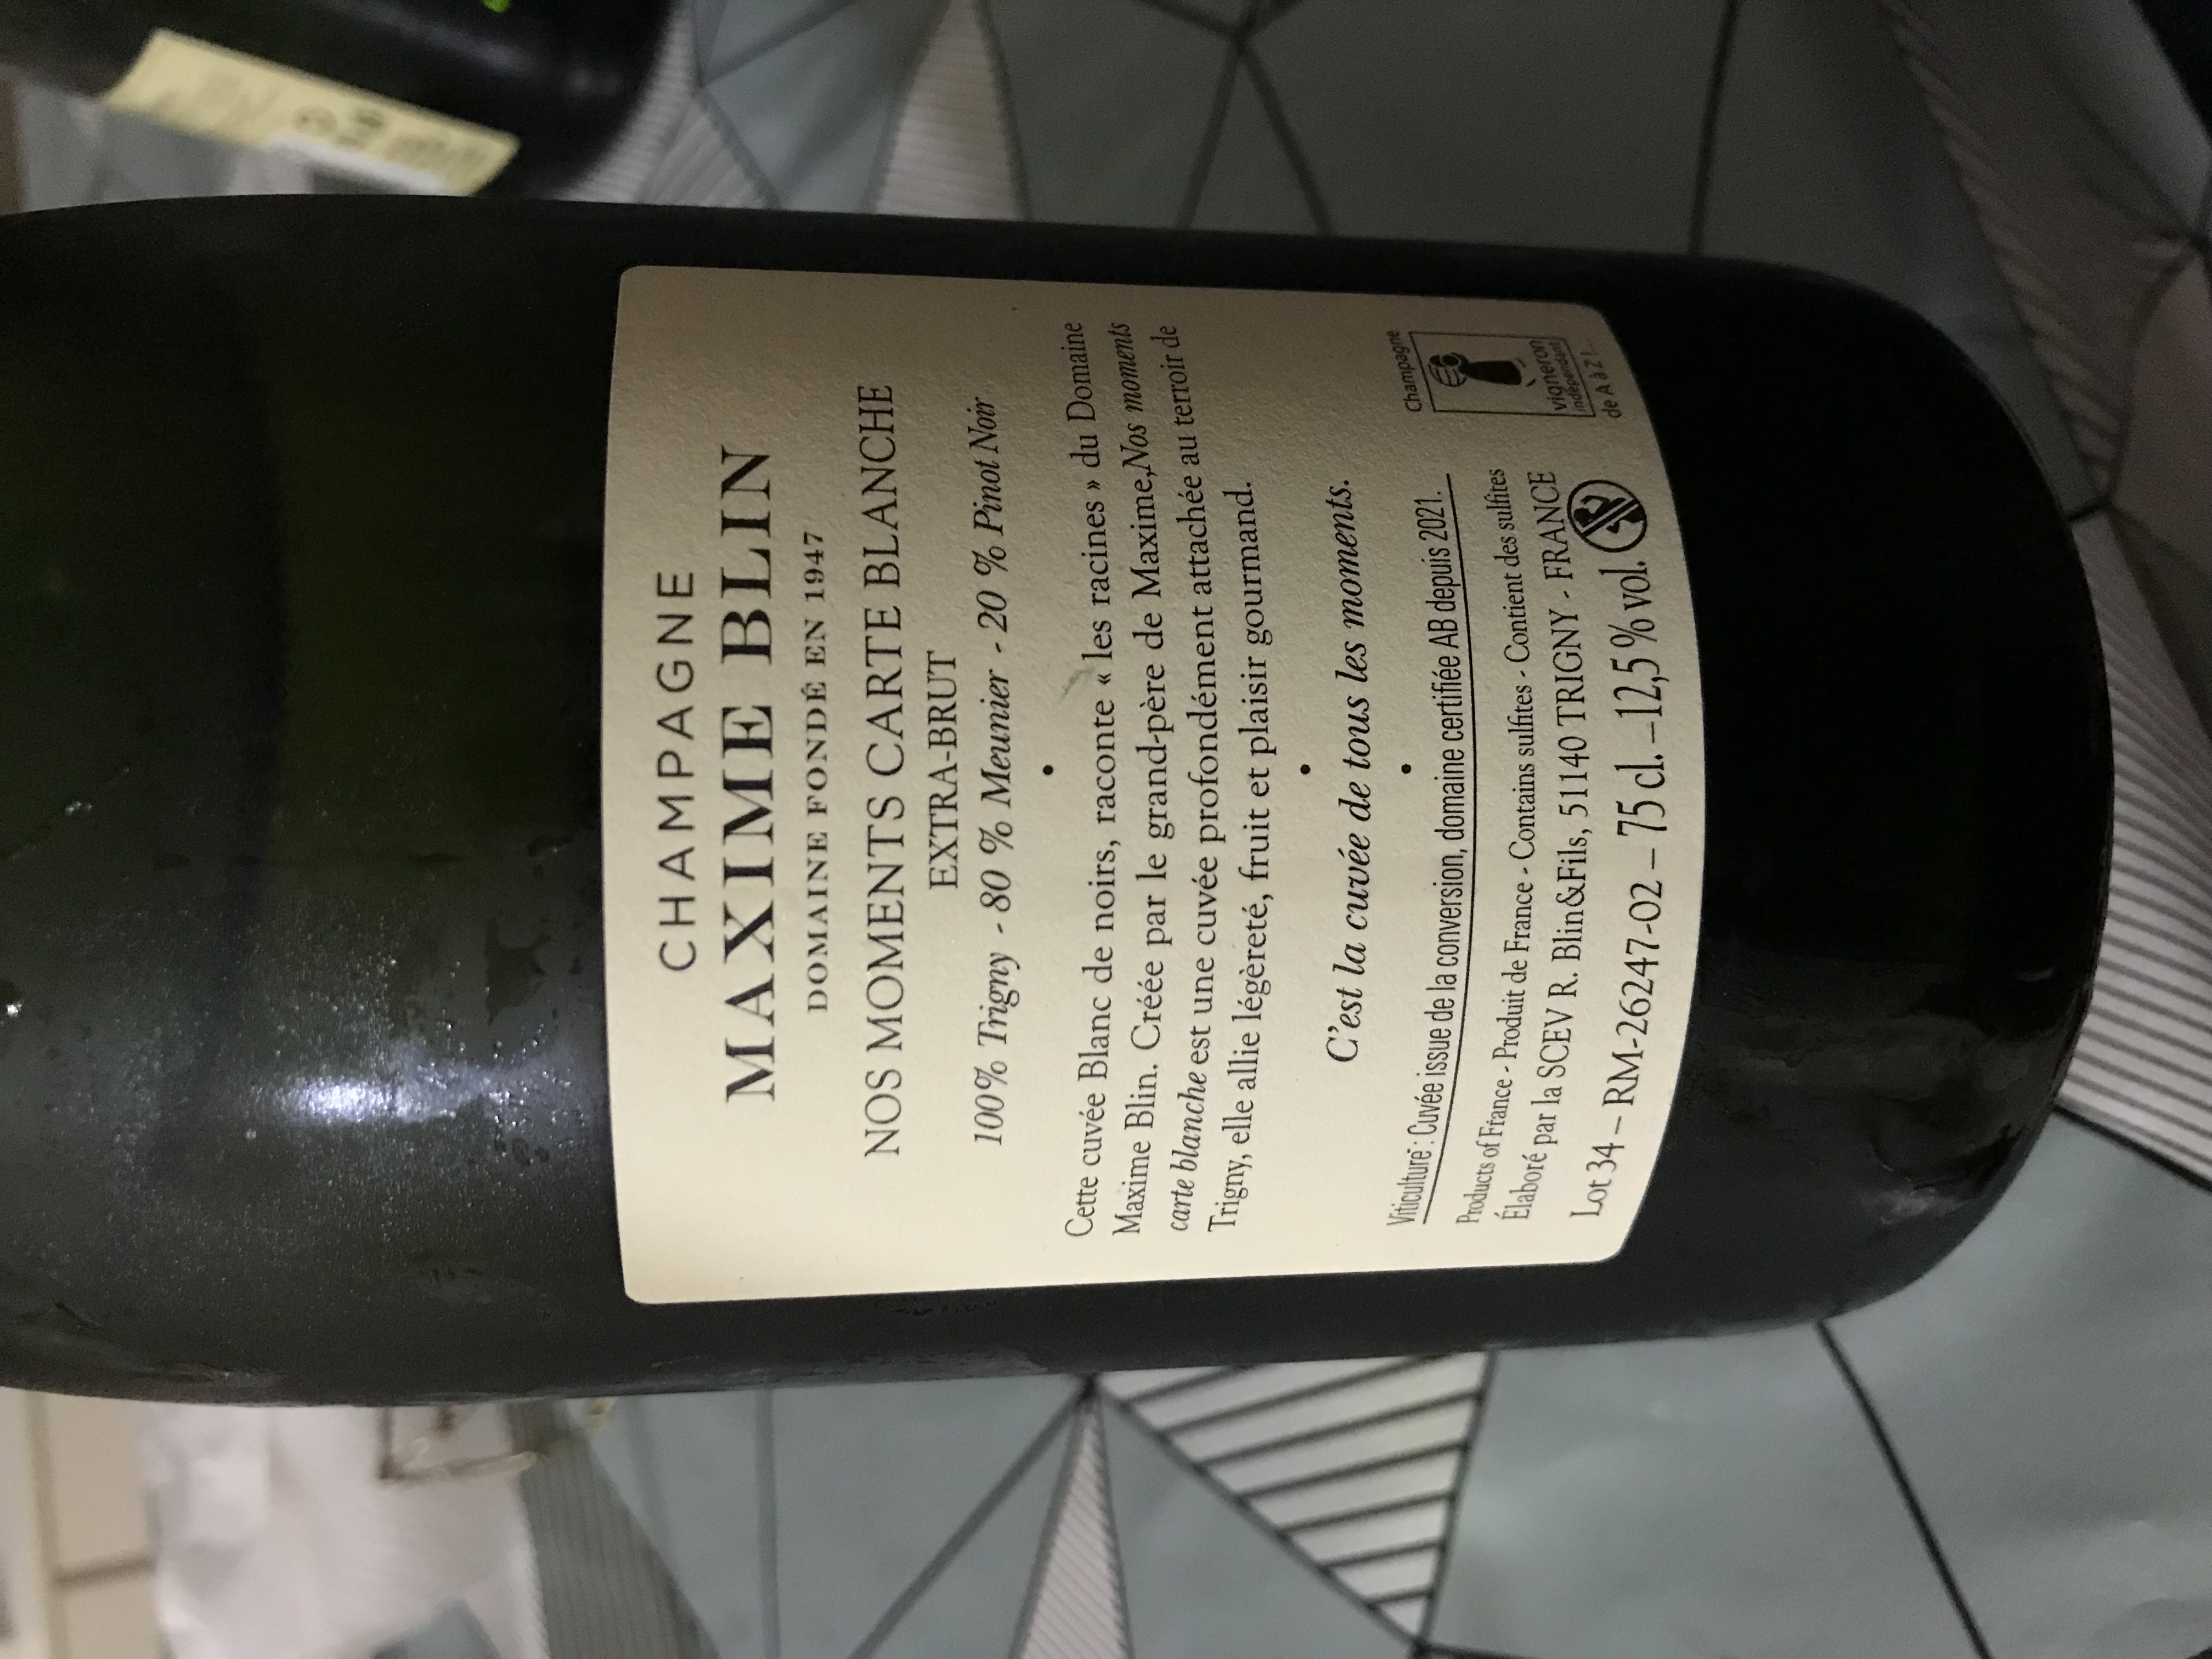 CHAMPAGNE
MAXIME BLIN
DOMAINE FONDÉ EN 1947
NOS MOMENTS CARTE BLANCHE
EXTRA-BRUT
100% Trigny - 80 % Meunier - 20 % Pinot Noir
Cette cuvée Blanc de noirs, raconte « les racines » du Domaine
Maxime Blin. Créée par le grand-père de Maxime,Nos moments
carte blanche est une cuvée profondément attachée au terroir de
Trigny, elle allie légèreté, fruit et plaisir gourmand.
C'est la cuvée de tous les moments.
Viticulture : Cuvée issue de la conversion, domaine certifiée AB depuis 2021.
Products of France - Produit de France - Contains sulfites - Contient des sulfites
Élaboré par la SCEV R. Blin&Fils, 51140 TRIGNY - FRANCE
Lot 34 – RM-26247-02 – 75 cl. –12,5 % vol.
Champagne
vigneron
indépendant
de A à Z !...